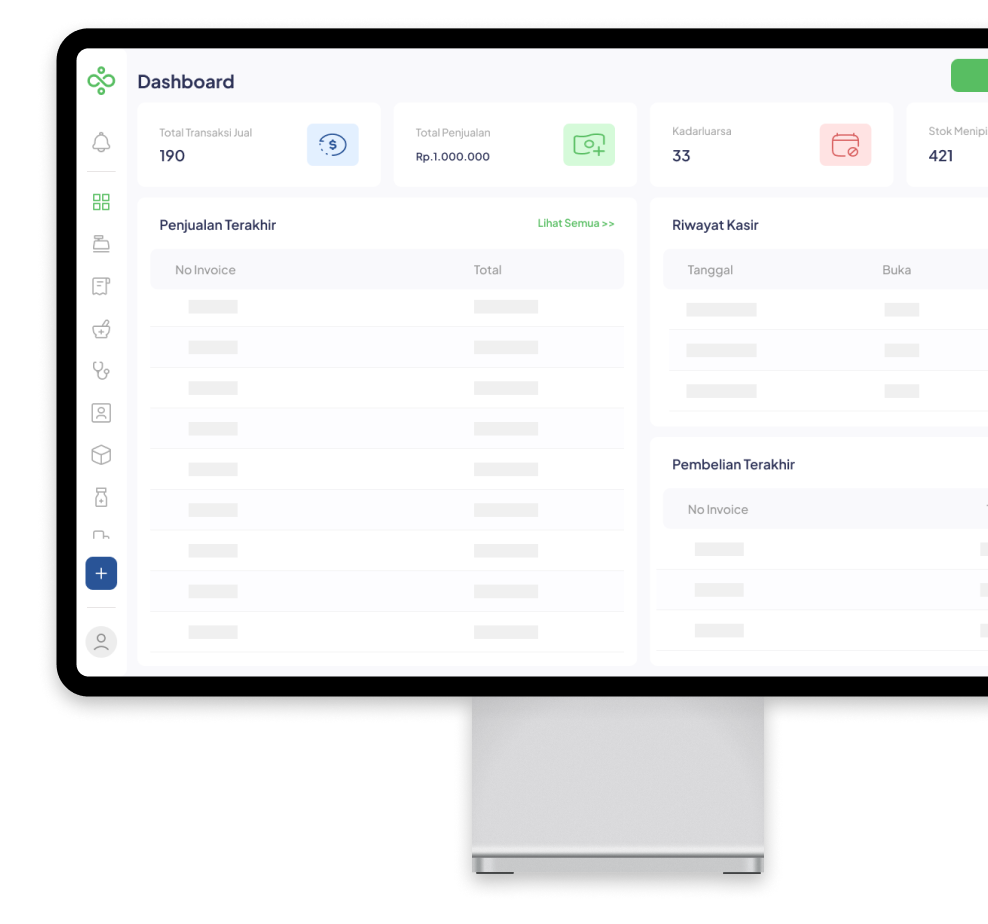 Dashboard
Total Transaksi Jual
190
Total Penjualan
Rp.1.000.000
Kadarluarsa
33
Stok Menipi
421
Penjualan Terakhir
Lihat Semua >>
No Invoice
Total
Riwayat Kasir
Tanggal
Buka
Pembelian Terakhir
No Invoice